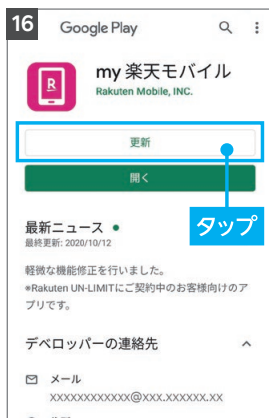 16
Google Play
R
my 楽天モバイル
Rakuten Mobile, INC.
更新
開く
タップ
最新ニュース
最終更新: 2020/10/12
軽微な機能修正を行いました。
※Rakuten UN-LIMITにご契約中のお客様向けのア
プリです。
デベロッパーの連絡先
メール
XXXXXXXXXXXX@XXX.XXXXXX.XX